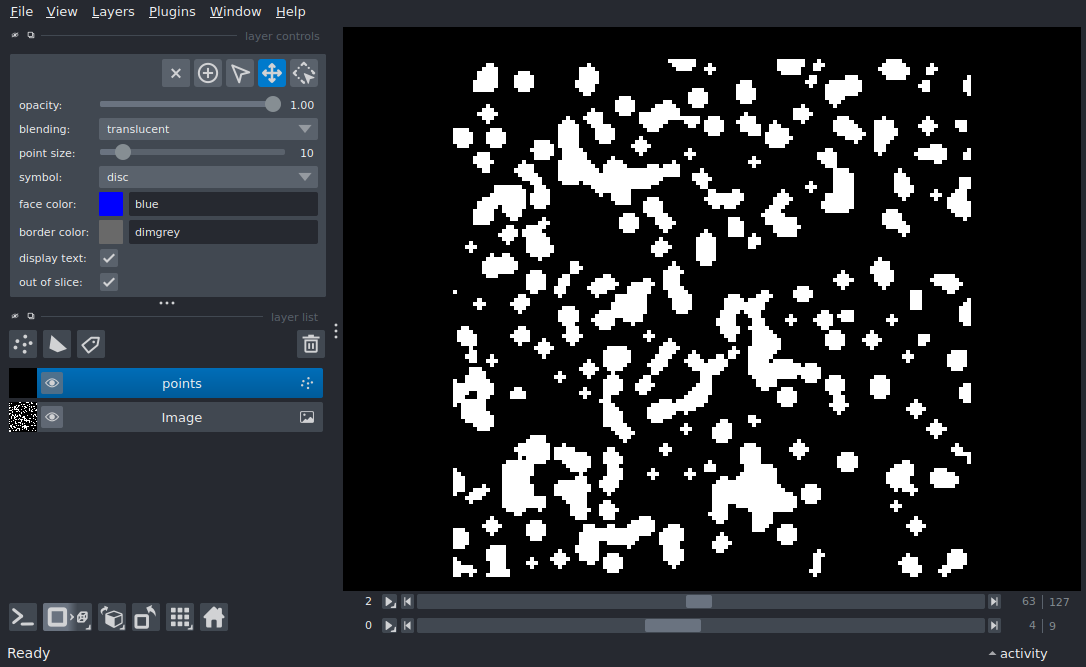 File View Layers Plugins Window Help
layer controls
opacity: 1.00
blending: translucent
point size: 10
symbol: disc
face color: blue
border color: dimgrey
display text:
out of slice:
layer list
points
Image
2 63 127
0 4 9
Ready activity